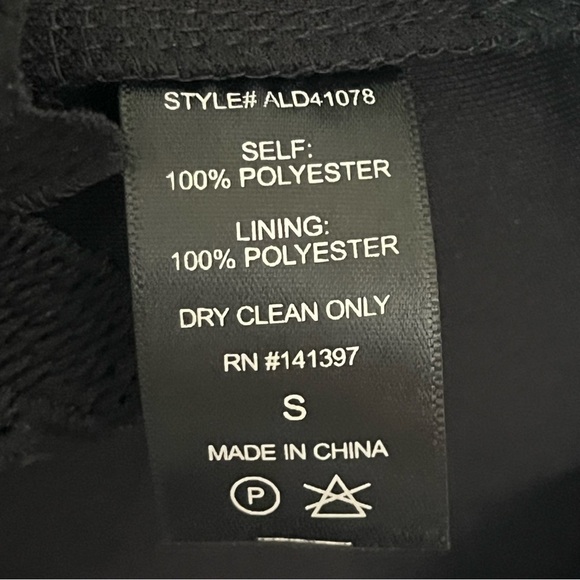 STYLE# ALD41078
SELF:
100% POLYESTER
LINING:
100% POLYESTER
DRY CLEAN ONLY
RN #141397
S
MADE IN CHINA
P